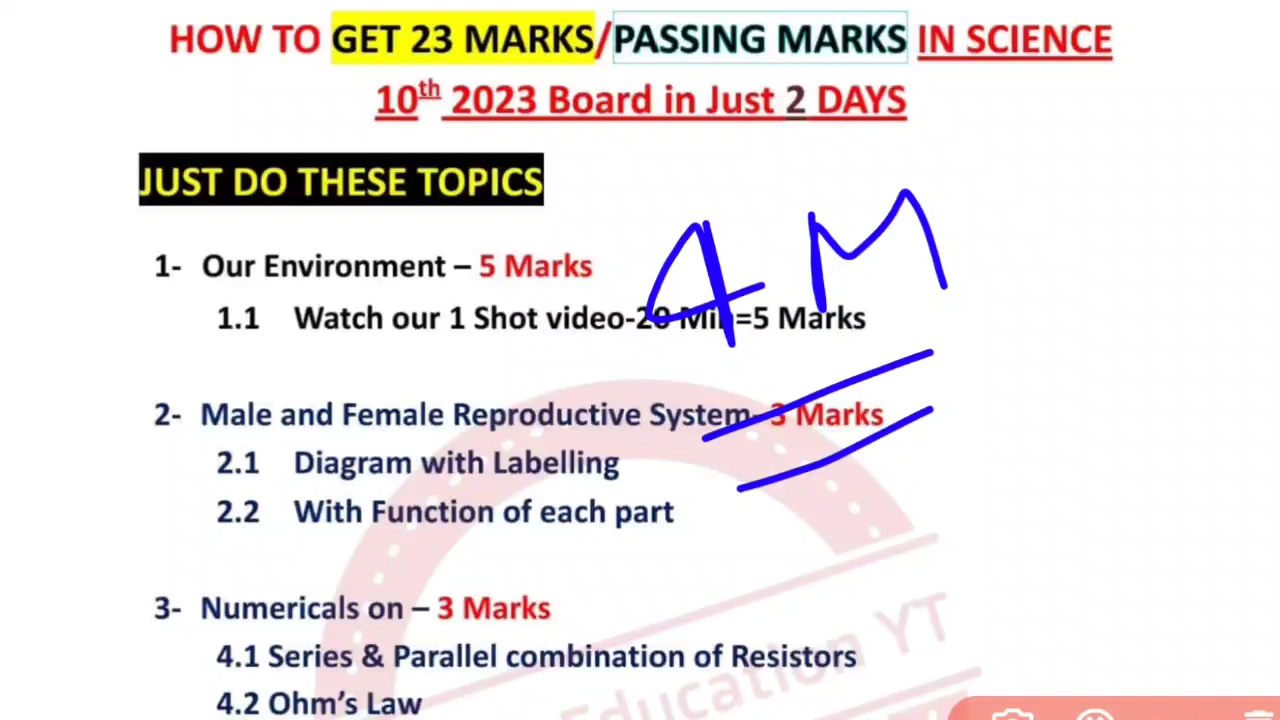 HOW TO GET 23 MARKS/PASSING MARKS IN SCIENCE
10th 2023 Board in Just 2 DAYS
JUST DO THESE TOPICS
1- Our Environment – 5 Marks
4 M
1.1 Watch our 1 Shot video-20 Min=5 Marks
2- Male and Female Reproductive System- 3 Marks
2.1 Diagram with Labelling
2.2 With Function of each part
3- Numericals on – 3 Marks
4.1 Series & Parallel combination of Resistors
4.2 Ohm's Law
Education YT